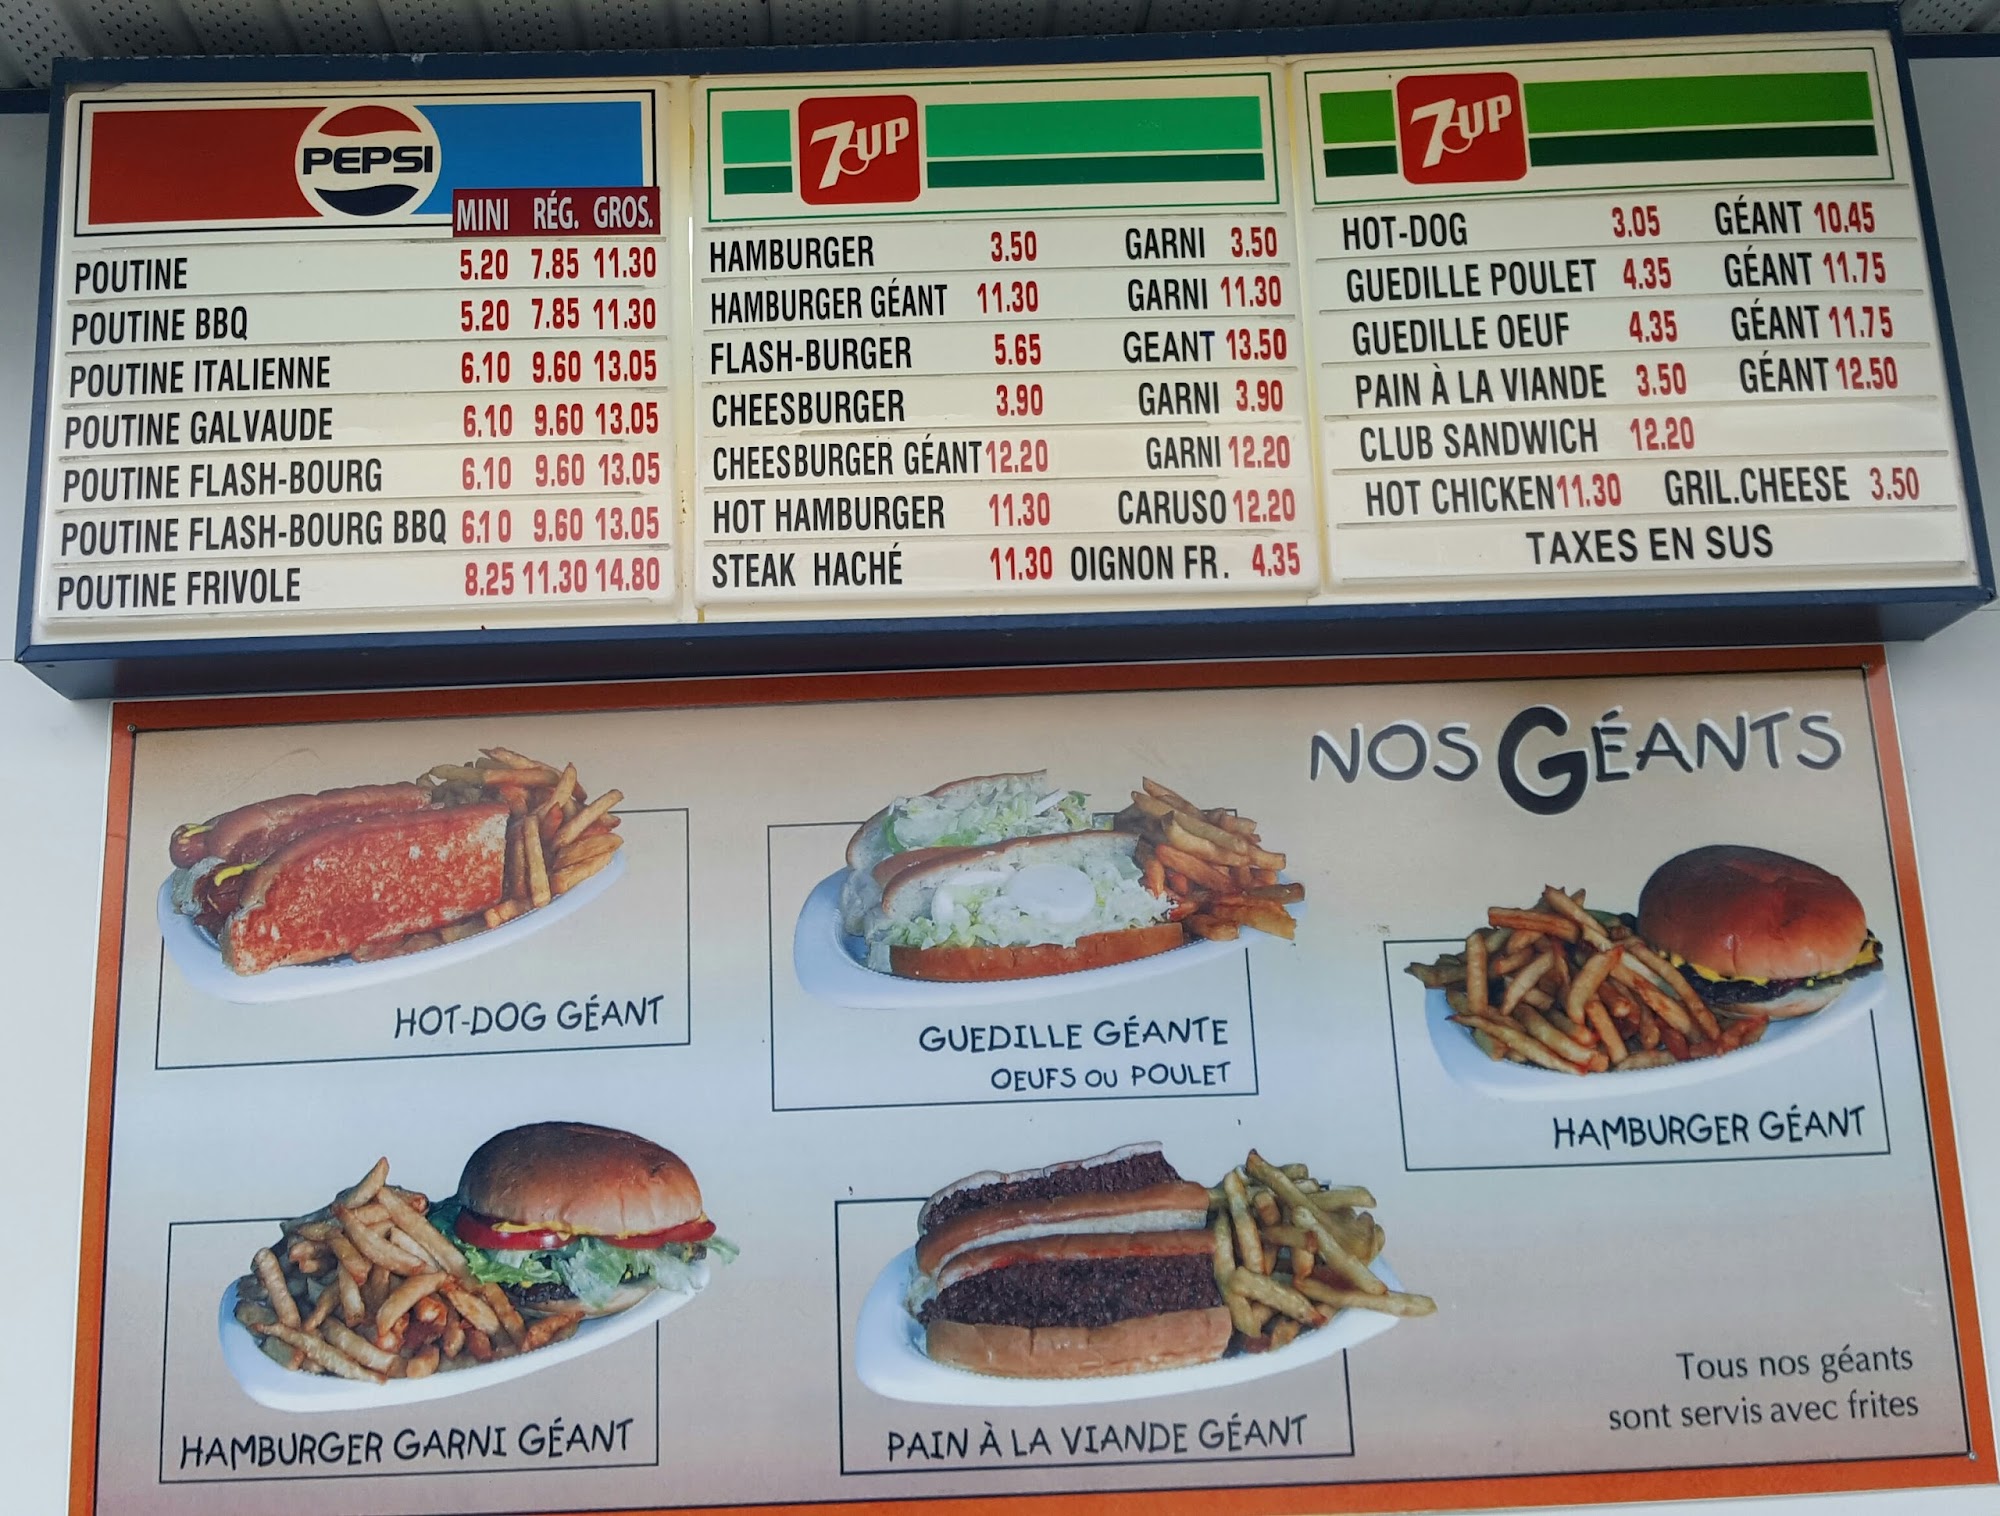 PEPSI
MINI RÉG. GROS.
POUTINE 5.20 7.85 11.30
POUTINE BBQ 5.20 7.85 11.30
POUTINE ITALIENNE 6.10 9.60 13.05
POUTINE GALVAUDE 6.10 9.60 13.05
POUTINE FLASH-BOURG 6.10 9.60 13.05
POUTINE FLASH-BOURG BBQ 6.10 9.60 13.05
POUTINE FRIVOLE 8.25 11.30 14.80
7UP
HAMBURGER 3.50 GARNI 3.50
HAMBURGER GÉANT 11.30 GARNI 11.30
FLASH-BURGER 5.65 GEANT 13.50
CHEESBURGER 3.90 GARNI 3.90
CHEESBURGER GÉANT 12.20 GARNI 12.20
HOT HAMBURGER 11.30 CARUSO 12.20
STEAK HACHÉ 11.30 OIGNON FR. 4.35
7UP
HOT-DOG 3.05 GÉANT 10.45
GUEDILLE POULET 4.35 GÉANT 11.75
GUEDILLE OEUF 4.35 GÉANT 11.75
PAIN À LA VIANDE 3.50 GÉANT 12.50
CLUB SANDWICH 12.20
HOT CHICKEN 11.30 GRIL.CHEESE 3.50
TAXES EN SUS
NOS GÉANTS
HOT-DOG GÉANT
GUEDILLE GÉANTE
OEUFS OU POULET
HAMBURGER GÉANT
HAMBURGER GARNI GÉANT
PAIN À LA VIANDE GÉANT
Tous nos géants
sont servis avec frites